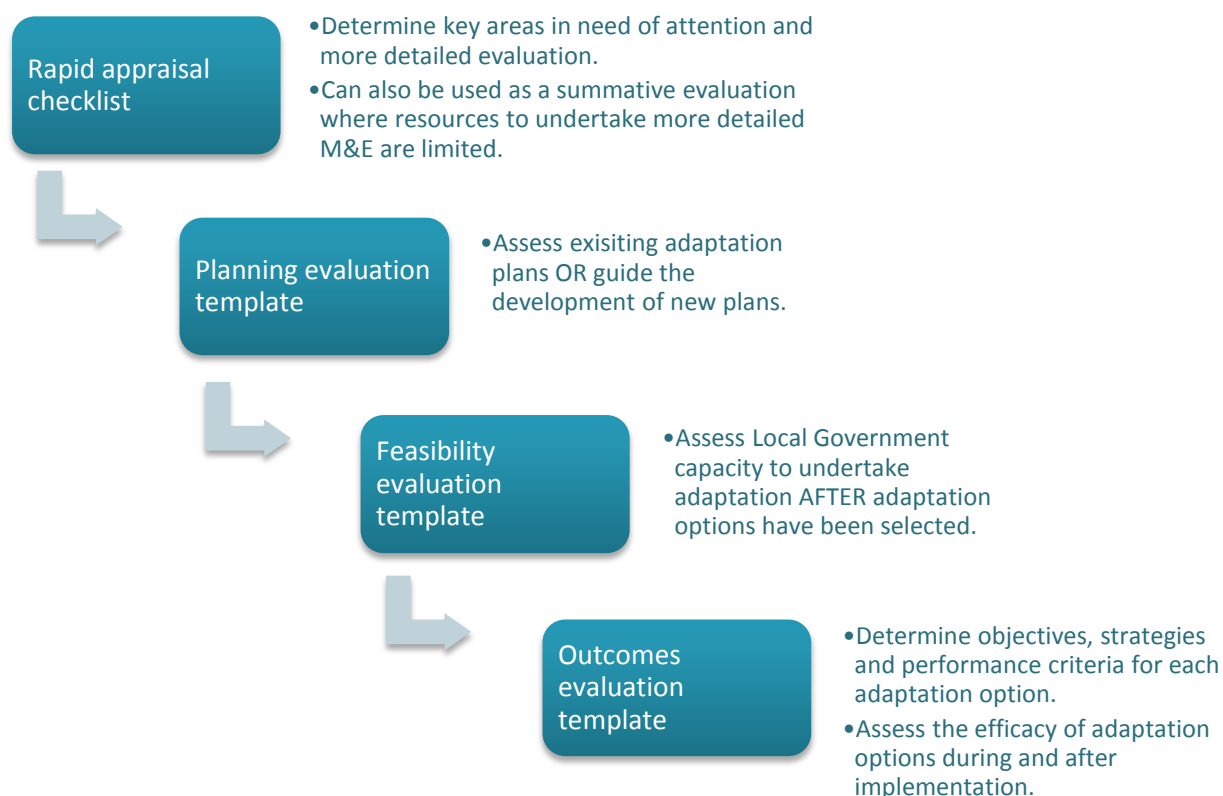 Rapid appraisal
checklist
•Determine key areas in need of attention and
more detailed evaluation.
•Can also be used as a summative evaluation
where resources to undertake more detailed
M&E are limited.
Planning evaluation
template
•Assess exisiting adaptation
plans OR guide the
development of new plans.
Feasibility
evaluation
template
•Assess Local Government
capacity to undertake
adaptation AFTER adaptation
options have been selected.
Outcomes
evaluation
template
•Determine objectives, strategies
and performance criteria for each
adaptation option.
•Assess the efficacy of adaptation
options during and after
implementation.